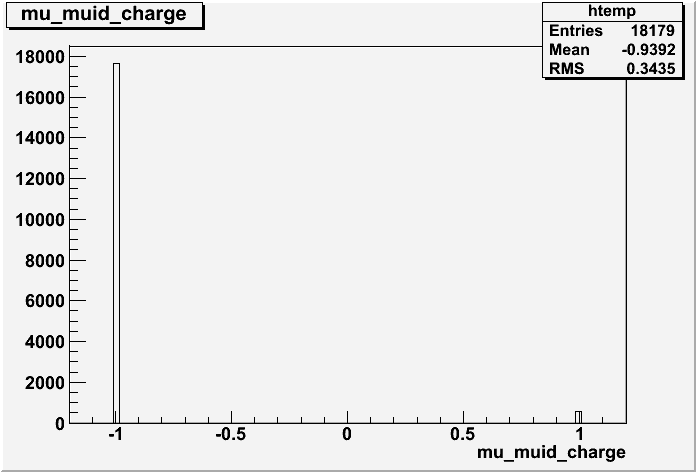 mu_muid_charge
htemp
Entries 18179
Mean -0.9392
RMS 0.3435
18000
16000
14000
12000
10000
8000
6000
4000
2000
0
-1 -0.5 0 0.5 1
mu_muid_charge